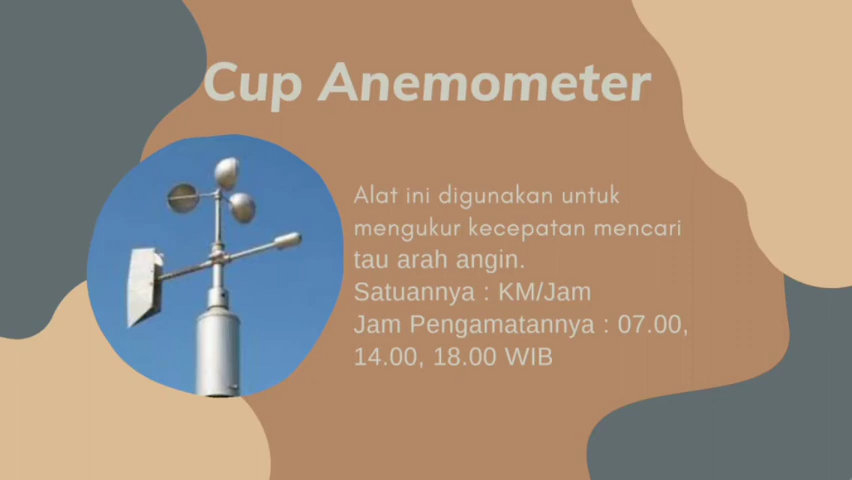 Cup Anemometer
Alat ini digunakan untuk
mengukur kecepatan mencari
tau arah angin.
Satuannya : KM/Jam
Jam Pengamatannya : 07.00,
14.00, 18.00 WIB